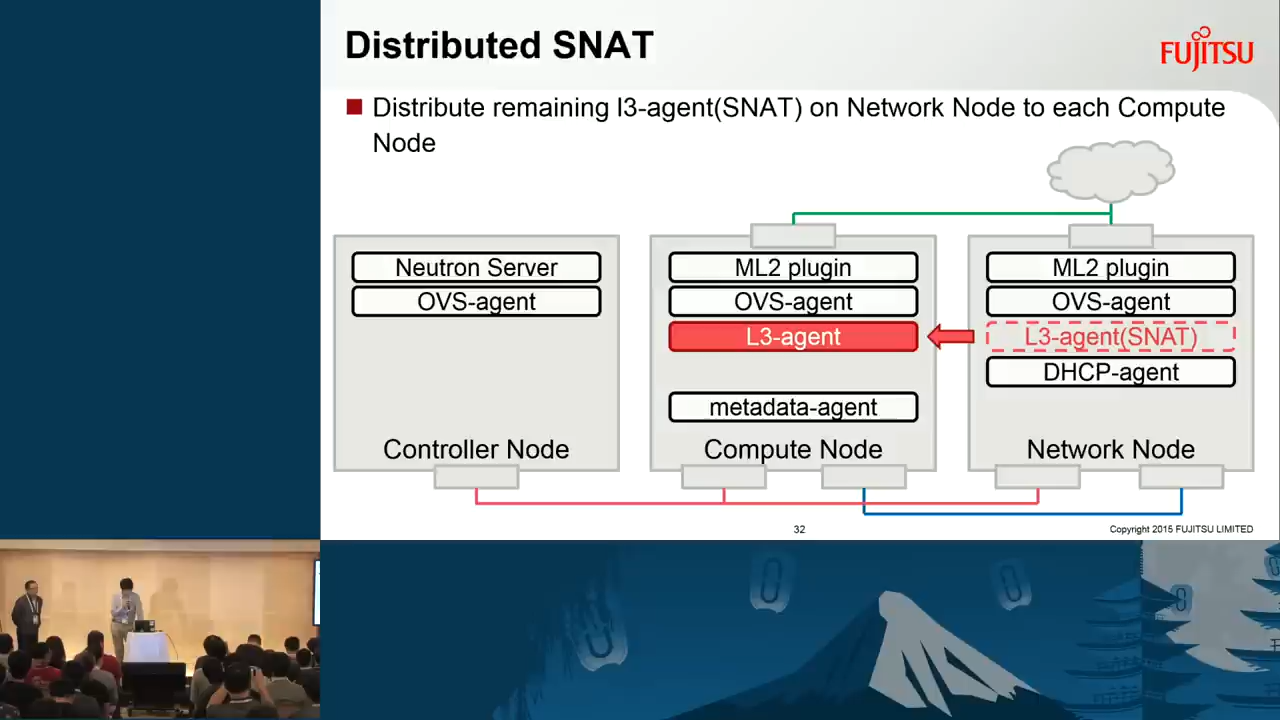 Distributed SNAT
FUJITSU
Distribute remaining l3-agent(SNAT) on Network Node to each Compute
Node
Neutron Server
OVS-agent
Controller Node
ML2 plugin
OVS-agent
L3-agent
metadata-agent
Compute Node
ML2 plugin
OVS-agent
L3-agent(SNAT)
DHCP-agent
Network Node
32
Copyright 2015 FUJITSU LIMITED